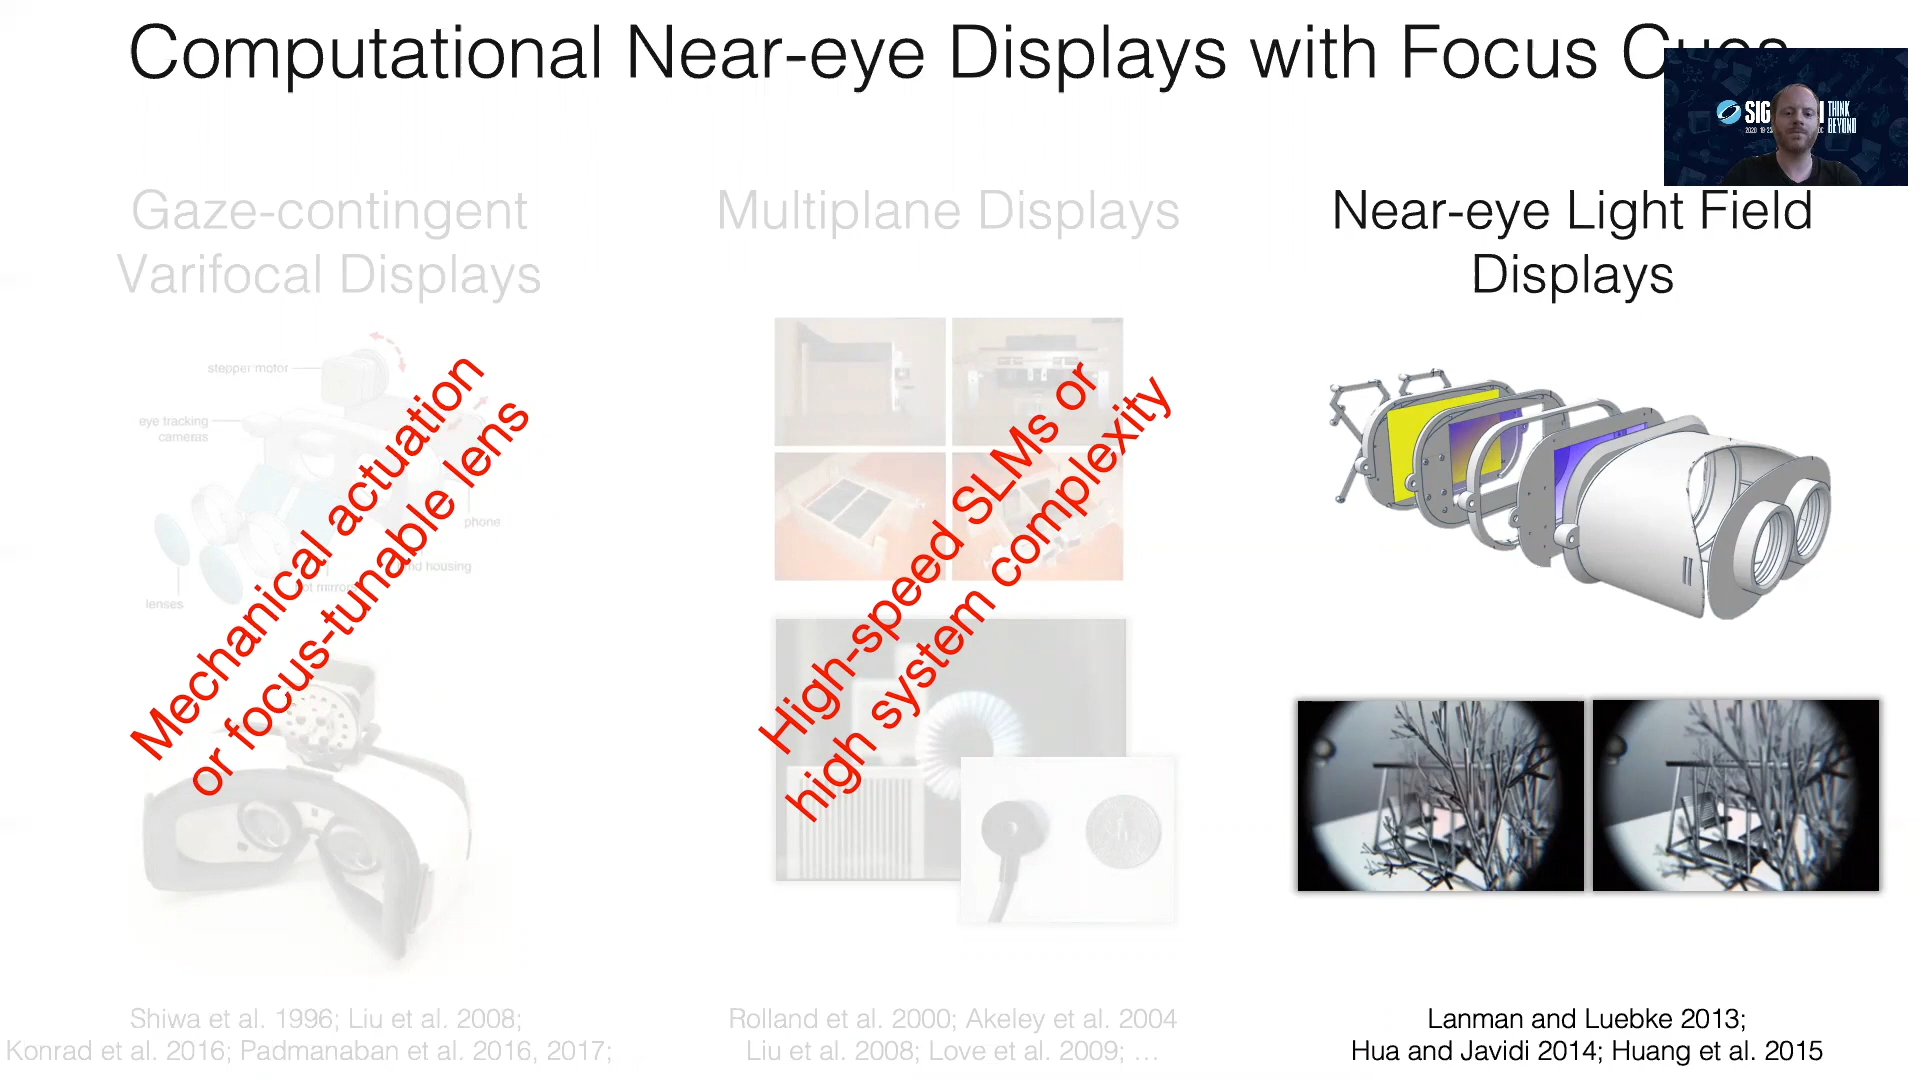 Computational Near-eye Displays with Focus Cues
SIG
THINK
BEYOND
Gaze-contingent
Varifocal Displays
stepper motor
eye tracking
cameras
phone
lenses
Mechanical actuation
or focus-tunable lens
Multiplane Displays
High-speed SLMs or
high system complexity
Near-eye Light Field
Displays
Shiwa et al. 1996; Liu et al. 2008;
Konrad et al. 2016; Padmanaban et al. 2016, 2017;
Rolland et al. 2000; Akeley et al. 2004
Liu et al. 2008; Love et al. 2009; …
Lanman and Luebke 2013;
Hua and Javidi 2014; Huang et al. 2015